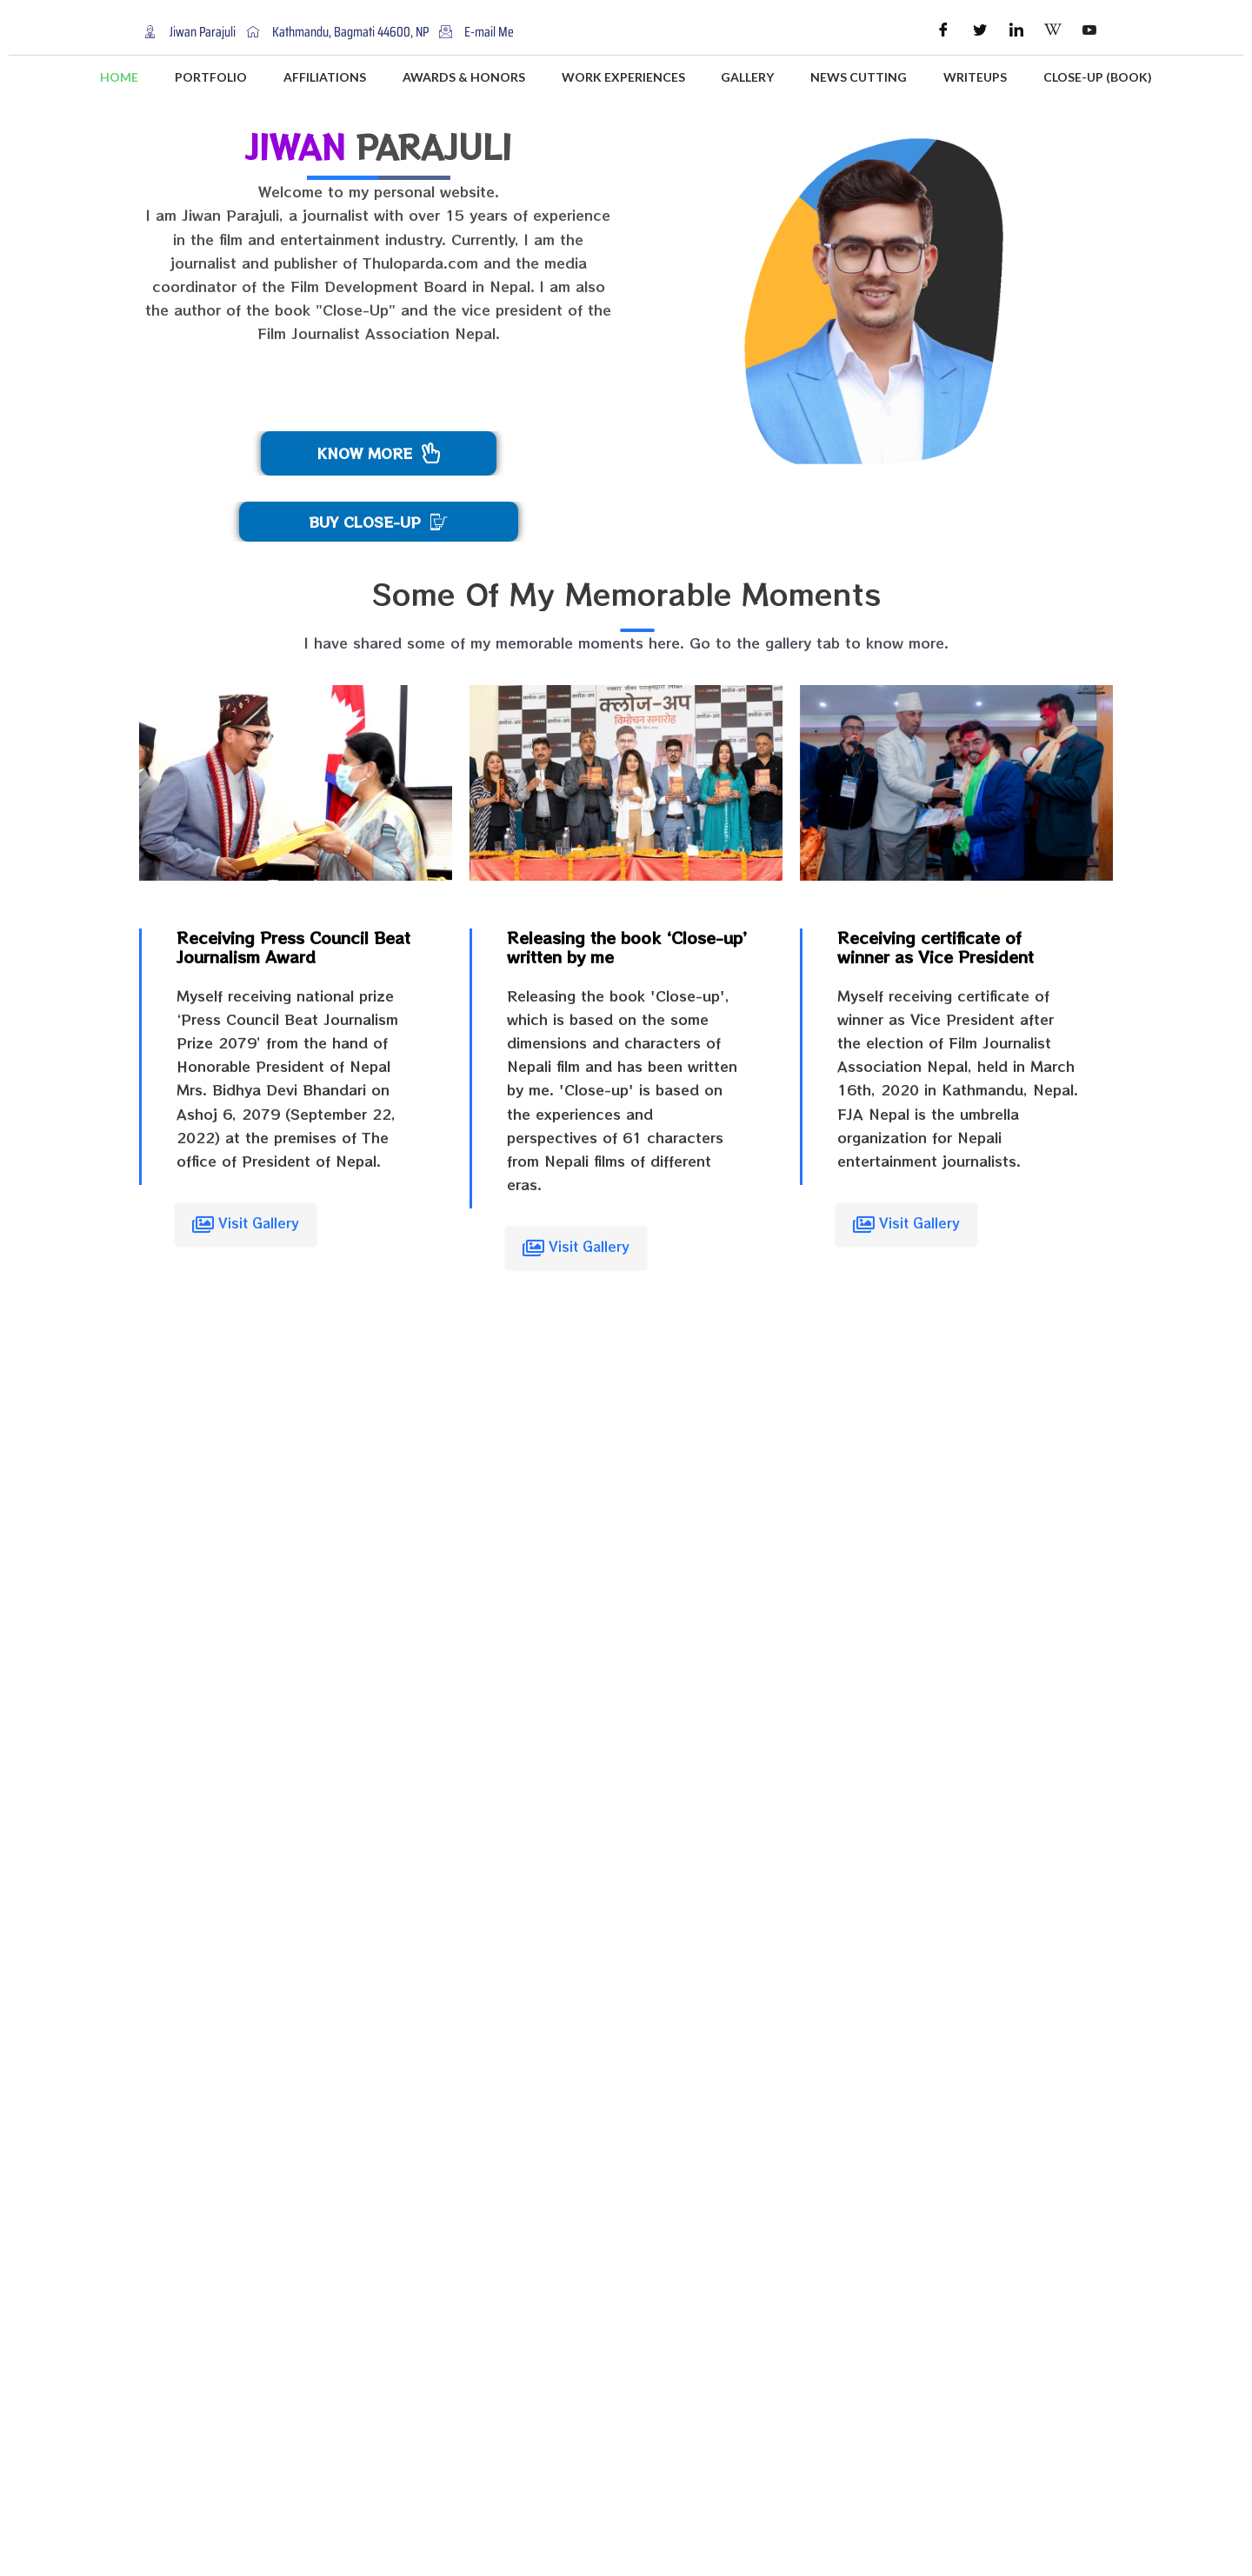 Jiwan Parajuli
Kathmandu, Bagmati 44600, NP
E-mail Me
HOME
PORTFOLIO
AFFILIATIONS
AWARDS & HONORS
WORK EXPERIENCES
GALLERY
NEWS CUTTING
WRITEUPS
CLOSE-UP (BOOK)
JIWAN PARAJULI
Welcome to my personal website.
I am Jiwan Parajuli, a journalist with over 15 years of experience
in the film and entertainment industry. Currently, I am the
journalist and publisher of Thuloparda.com and the media
coordinator of the Film Development Board in Nepal. I am also
the author of the book "Close-Up" and the vice president of the
Film Journalist Association Nepal.
KNOW MORE
BUY CLOSE-UP
Some Of My Memorable Moments
I have shared some of my memorable moments here. Go to the gallery tab to know more.
क्लोज-अप
विमोचन समारोह
Receiving Press Council Beat
Journalism Award
Myself receiving national prize
‘Press Council Beat Journalism
Prize 2079’ from the hand of
Honorable President of Nepal
Mrs. Bidhya Devi Bhandari on
Ashoj 6, 2079 (September 22,
2022) at the premises of The
office of President of Nepal.
Visit Gallery
Releasing the book ‘Close-up’
written by me
Releasing the book 'Close-up',
which is based on the some
dimensions and characters of
Nepali film and has been written
by me. 'Close-up' is based on
the experiences and
perspectives of 61 characters
from Nepali films of different
eras.
Visit Gallery
Receiving certificate of
winner as Vice President
Myself receiving certificate of
winner as Vice President after
the election of Film Journalist
Association Nepal, held in March
16th, 2020 in Kathmandu, Nepal.
FJA Nepal is the umbrella
organization for Nepali
entertainment journalists.
Visit Gallery